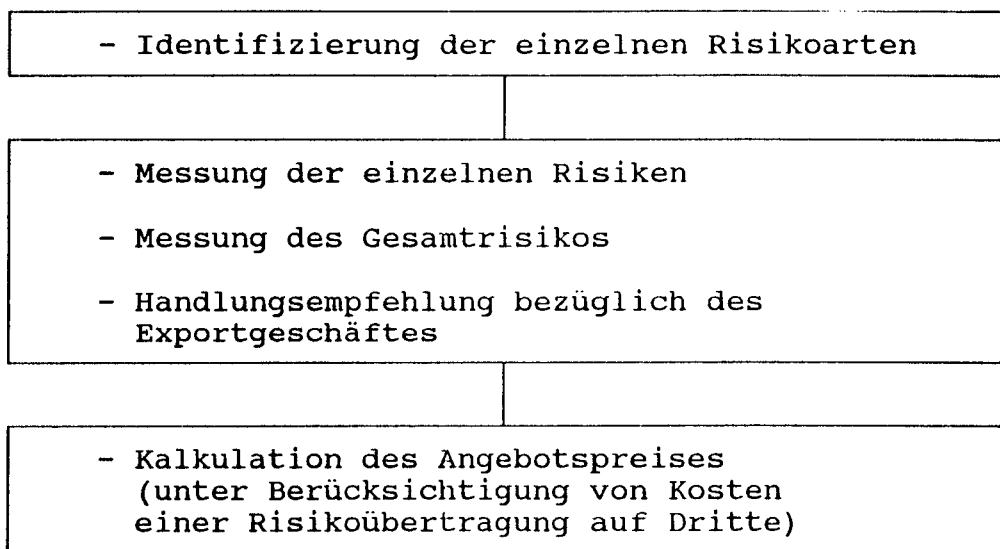 - Identifizierung der einzelnen Risikoarten
- Messung der einzelnen Risiken
- Messung des Gesamtrisikos
- Handlungsempfehlung bezüglich des
Exportgeschäftes
- Kalkulation des Angebotspreises
(unter Berücksichtigung von Kosten
einer Risikoübertragung auf Dritte)